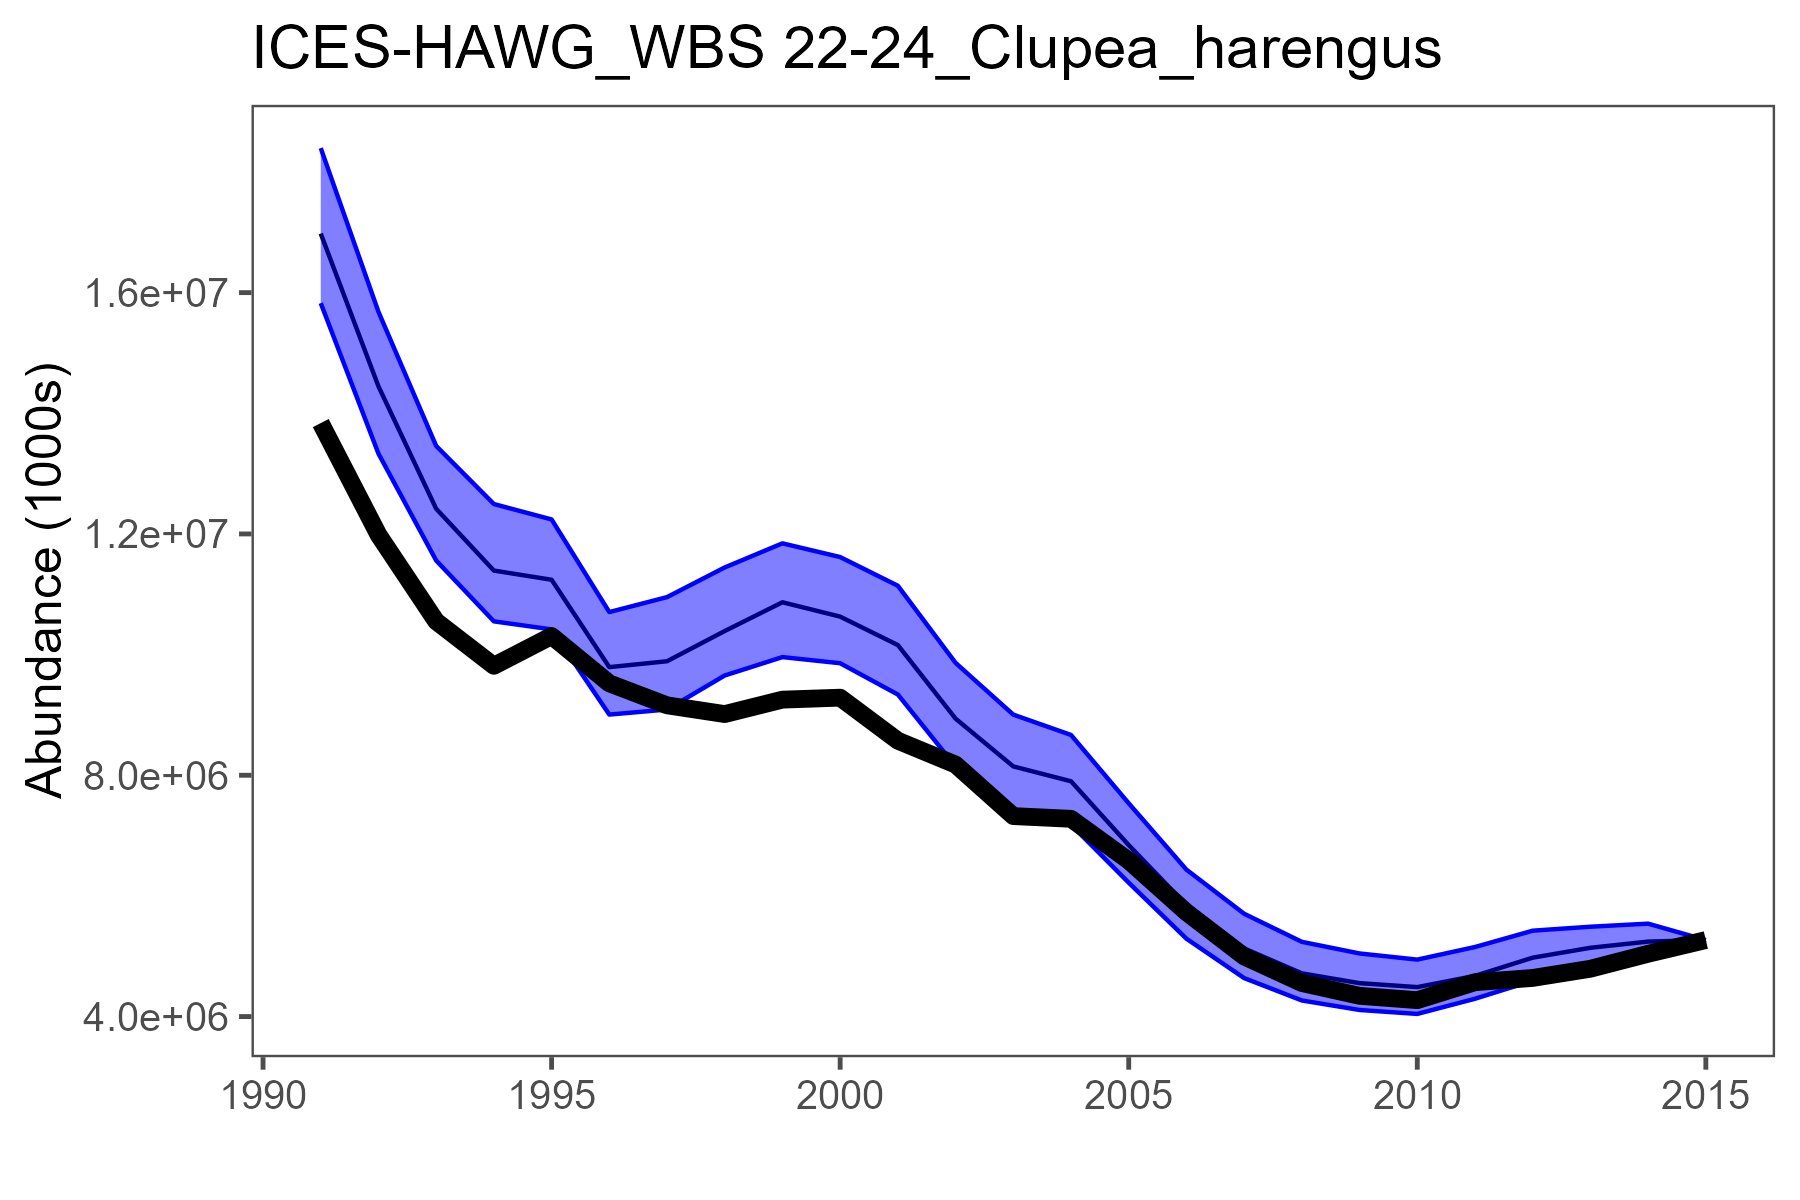 ICES-HAWG_WBS 22-24_Clupea_harengus
Abundance (1000s)
1.6e+07
1.2e+07
8.0e+06
4.0e+06
1990 1995 2000 2005 2010 2015